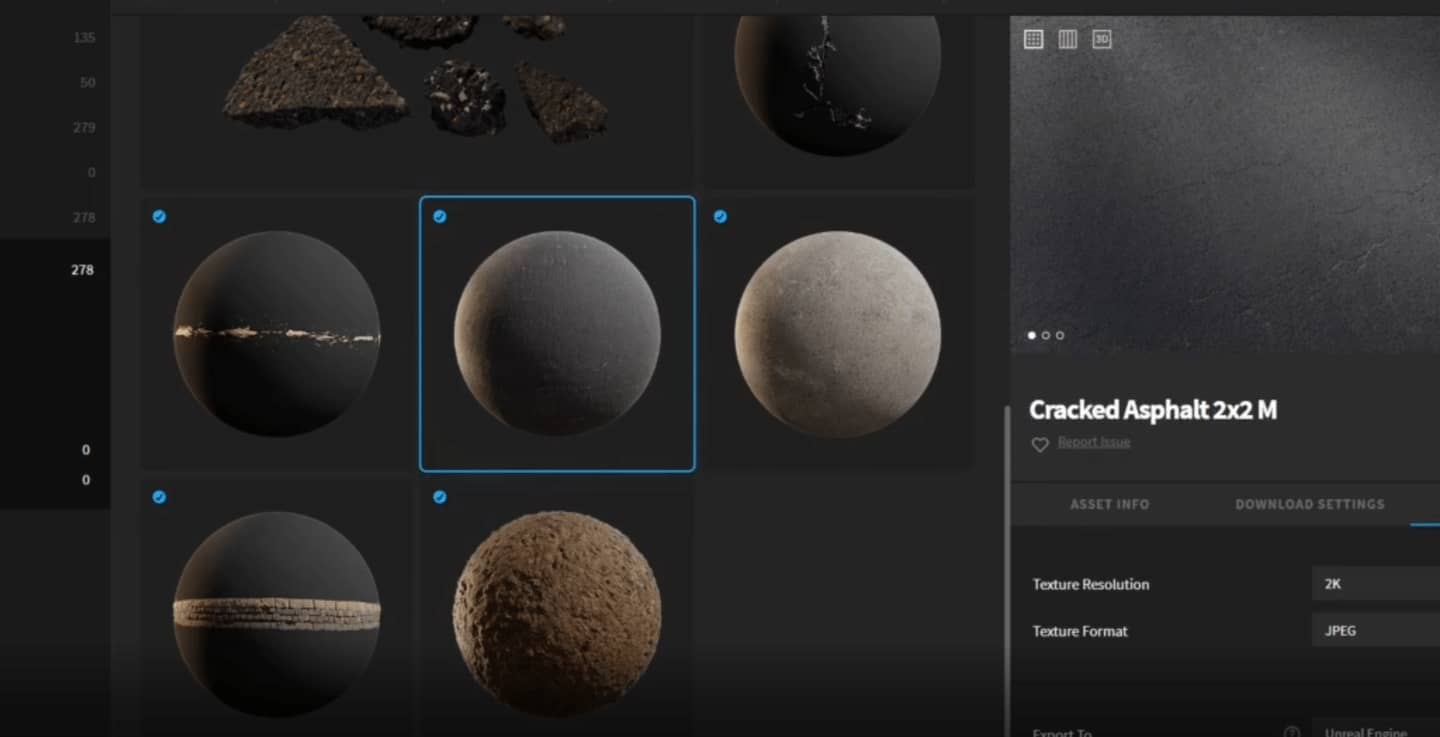 135
50
279
0
278
278
0
0
3D
Cracked Asphalt 2x2 M
Report Issue
ASSET INFO
DOWNLOAD SETTINGS
Texture Resolution
2K
Texture Format
JPEG
Export To
?
Unreal Engine